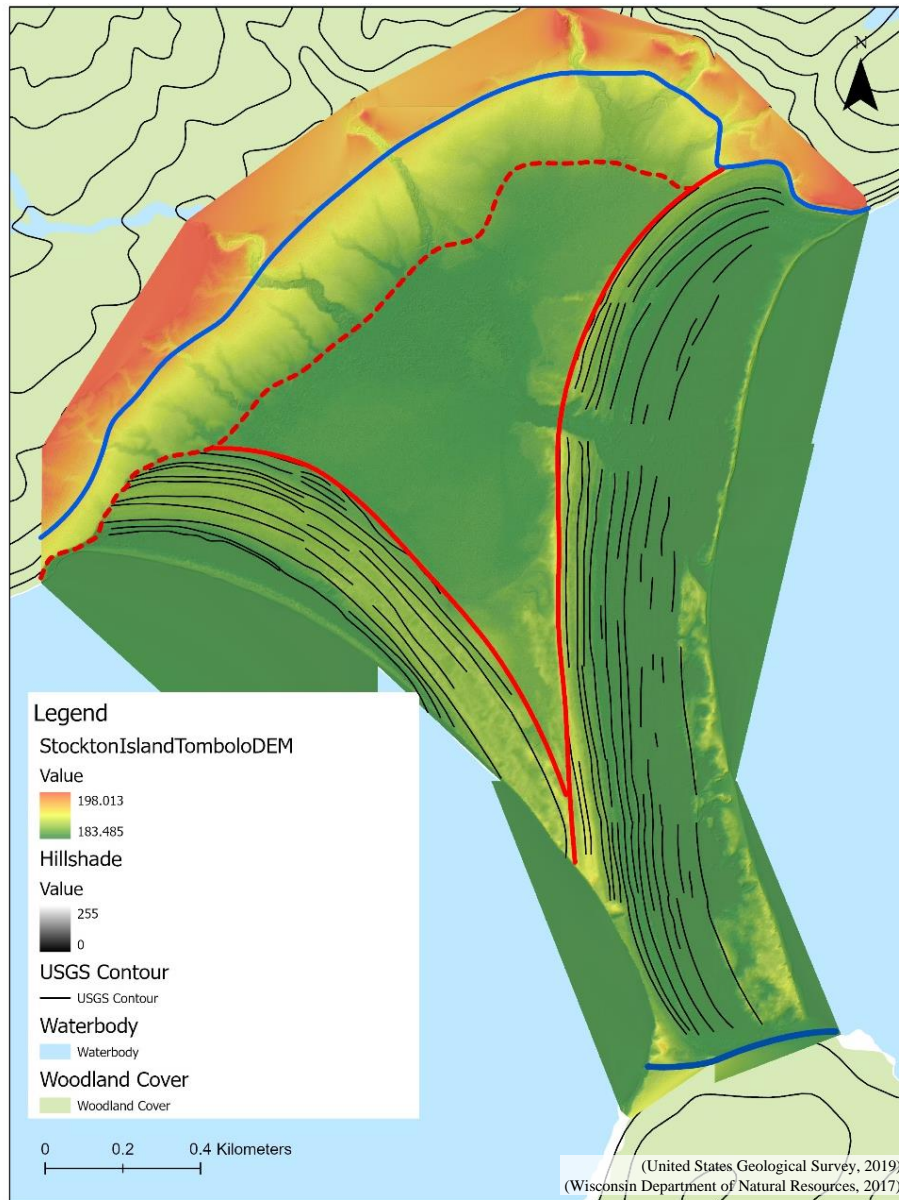 N
Legend
StocktonIslandTomboloDEM
Value
198.013
183.485
Hillshade
Value
255
0
USGS Contour
USGS Contour
Waterbody
Waterbody
Woodland Cover
Woodland Cover
0 0.2 0.4 Kilometers
(United States Geological Survey, 2019)
(Wisconsin Department of Natural Resources, 2017)